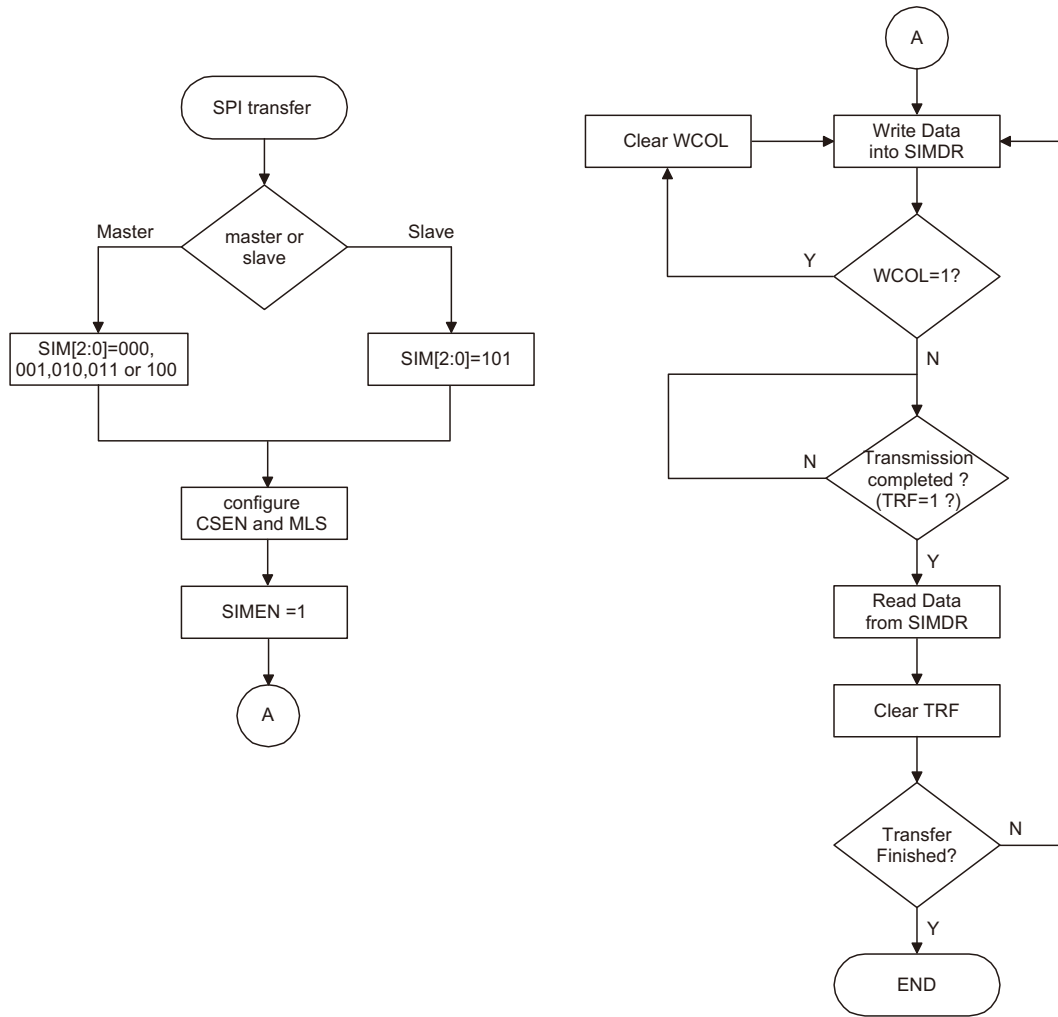 SPI transfer
master or
slave
Master
Slave
SIM[2:0]=000,
001,010,011 or 100
SIM[2:0]=101
configure
CSEN and MLS
SIMEN =1
A
A
Clear WCOL
Write Data
into SIMDR
WCOL=1?
Y
N
Transmission
completed ?
(TRF=1 ?)
N
Y
Read Data
from SIMDR
Clear TRF
Transfer
Finished?
N
Y
END